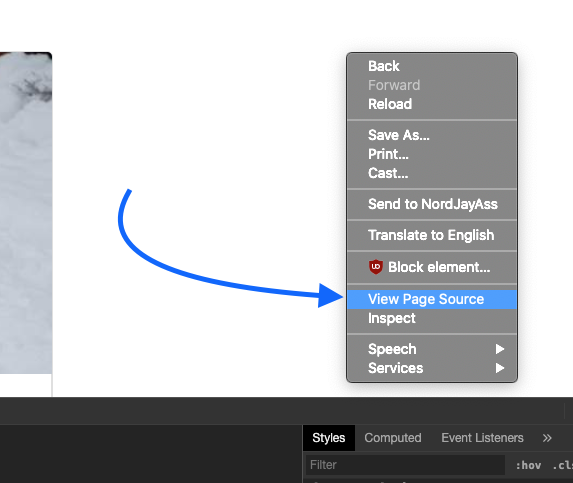 Back
Forward
Reload
Save As...
Print...
Cast...
Send to NordJayAss
Translate to English
Block element...
View Page Source
Inspect
Speech
Services
Styles Computed Event Listeners »
Filter :hov .cls